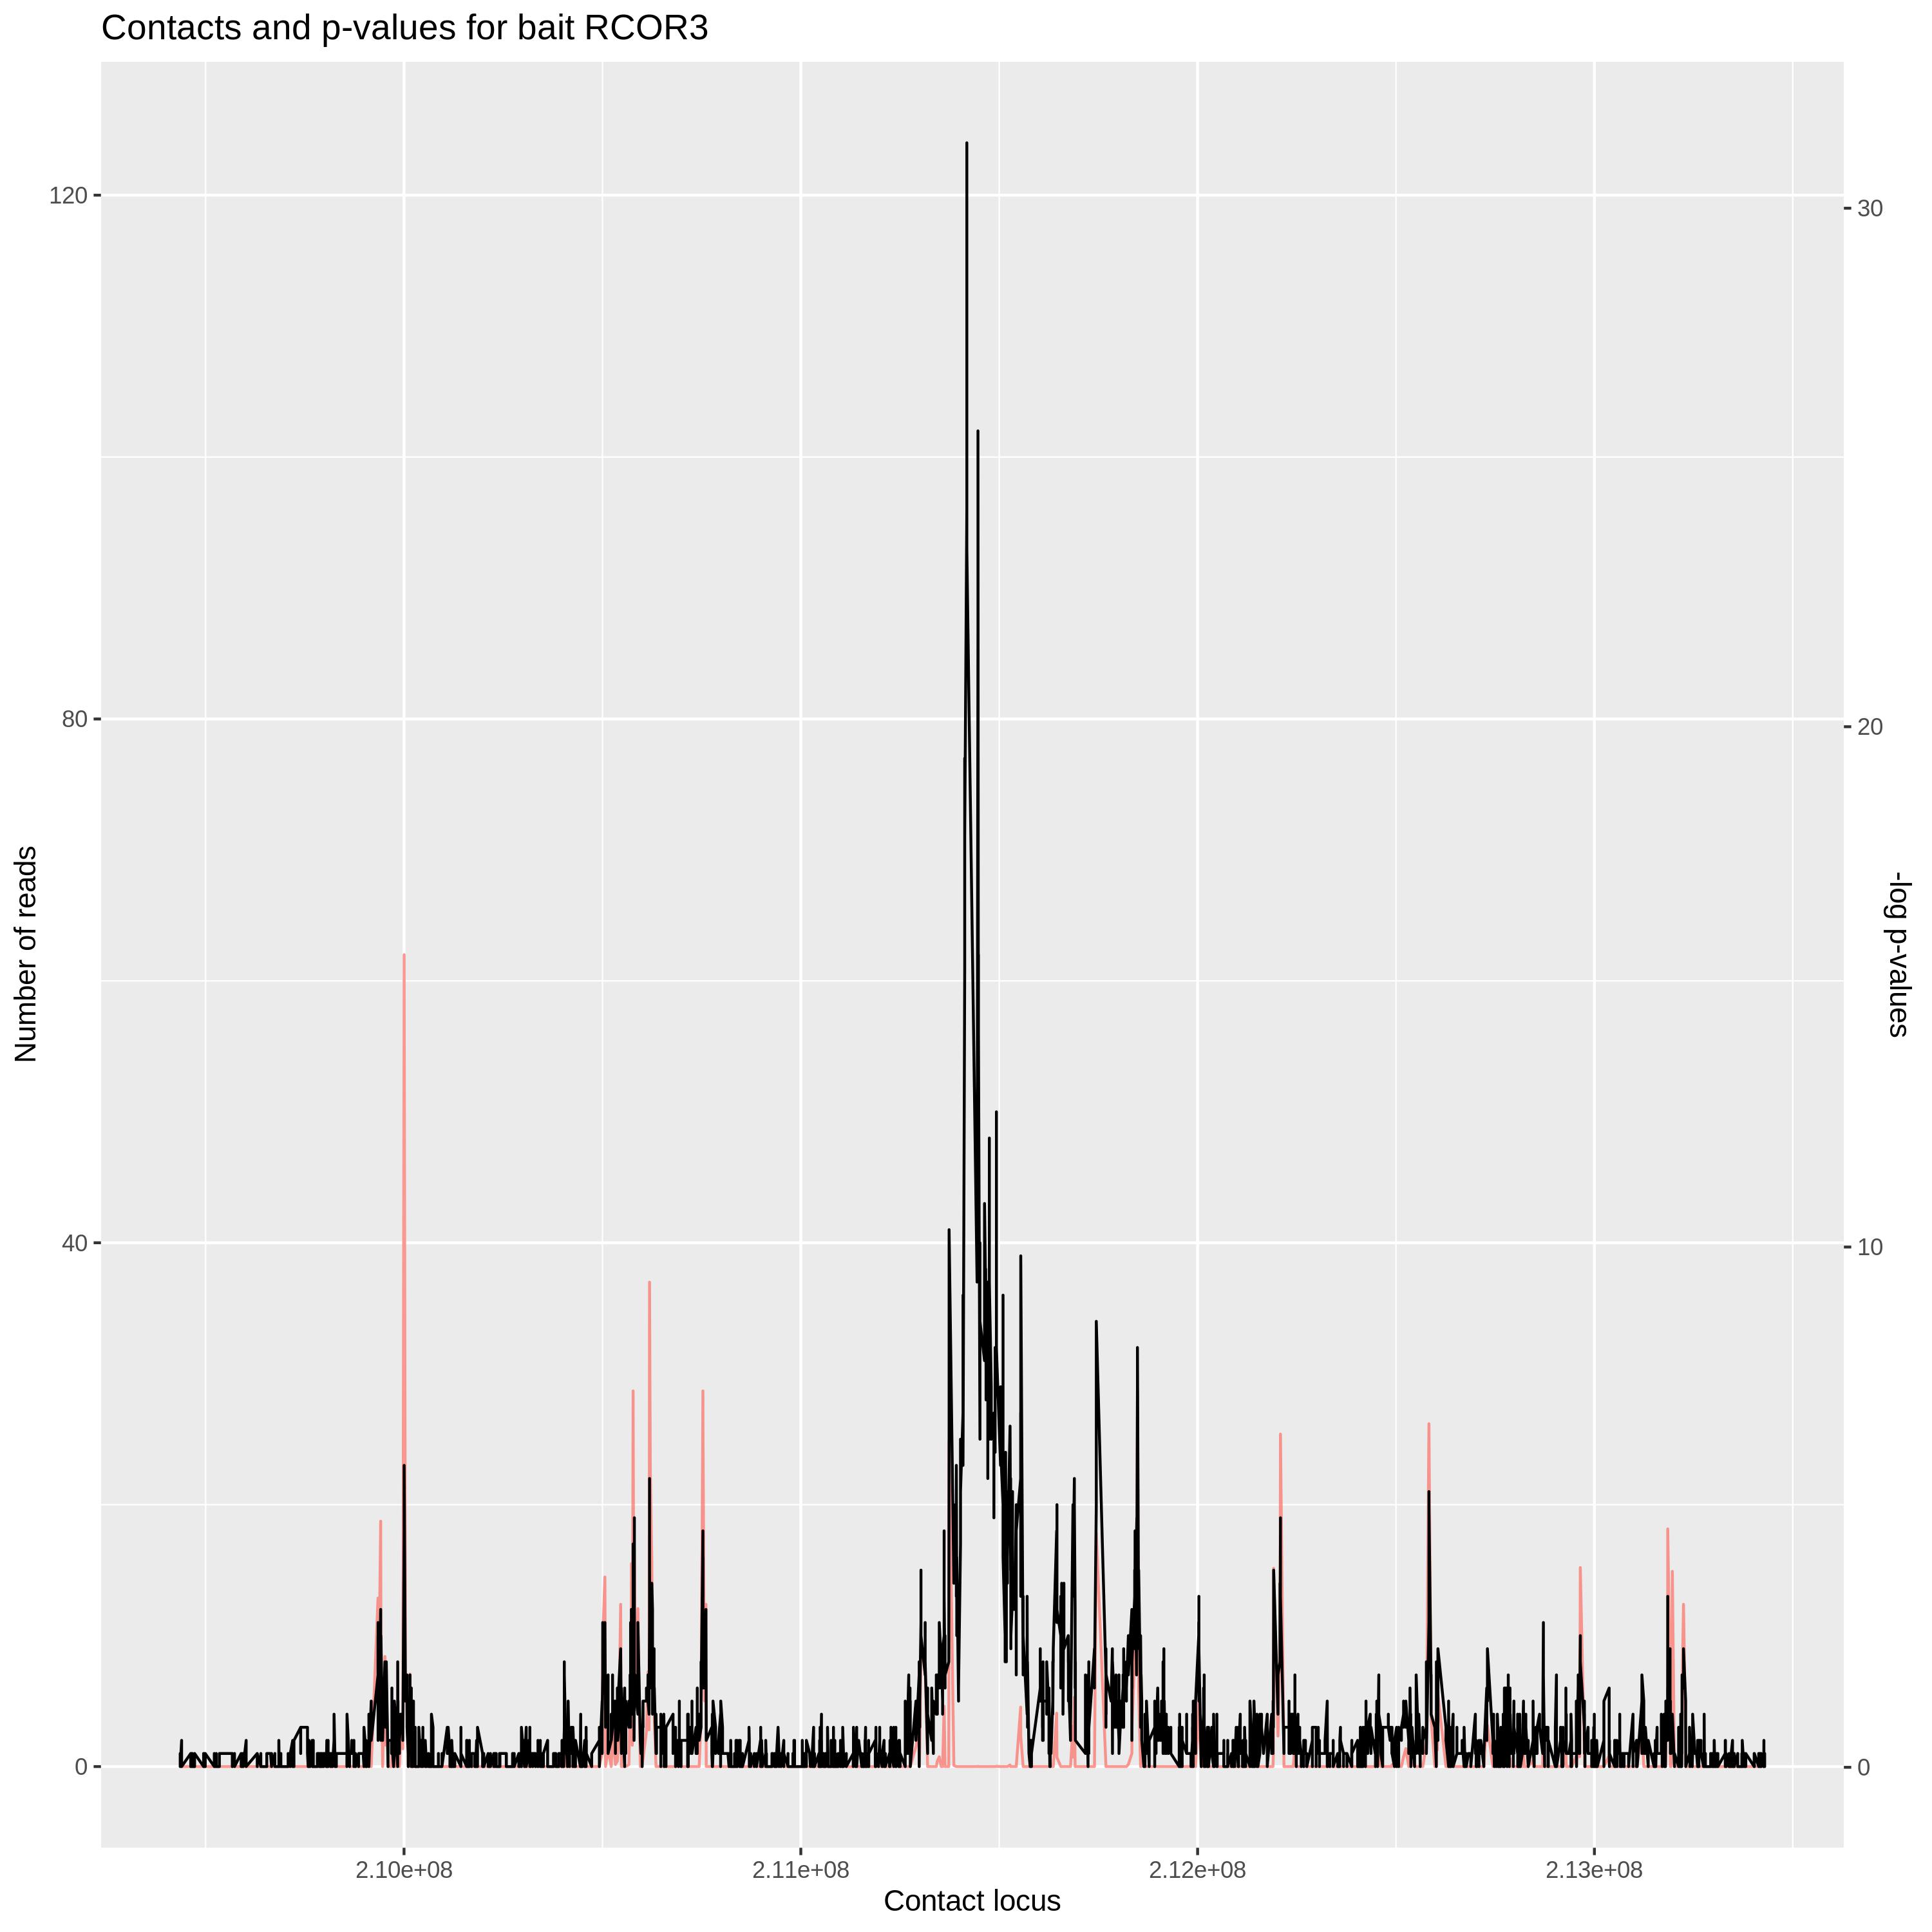 Contacts and p-values for bait RCOR3
120
80
40
0
Number of reads
30
20
10
0
-log p-values
2.10e+08
2.11e+08
2.12e+08
2.13e+08
Contact locus